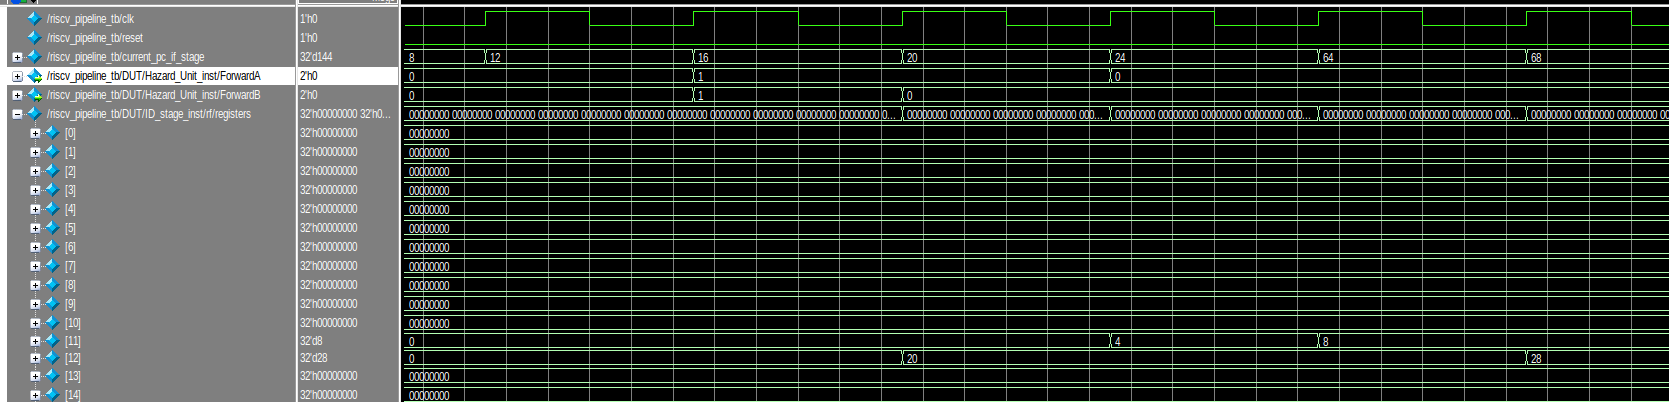 /riscv_pipeline_tb/clk 1'h0
/riscv_pipeline_tb/reset 1'h0
/riscv_pipeline_tb/current_pc_if_stage 32'd144 8 12 16 20 24 64 68
/riscv_pipeline_tb/DUT/Hazard_Unit_inst/ForwardA 2'h0 0 1 0
/riscv_pipeline_tb/DUT/Hazard_Unit_inst/ForwardB 2'h0 0 1 0
/riscv_pipeline_tb/DUT/ID_stage_inst/rf/registers 32'h00000000 32'h0... 00000000 00000000 00000000 00000000 00000000 00000000 00000000 00000000 00000000 00000000 00000000 0... 00000000 00000000 00000000 00000000 000... 00000000 00000000 00000000 00000000 000... 00000000 00000000 00000000 00000000 000... 00000000 00000000 00000000
[0] 32'h00000000 00000000
[1] 32'h00000000 00000000
[2] 32'h00000000 00000000
[3] 32'h00000000 00000000
[4] 32'h00000000 00000000
[5] 32'h00000000 00000000
[6] 32'h00000000 00000000
[7] 32'h00000000 00000000
[8] 32'h00000000 00000000
[9] 32'h00000000 00000000
[10] 32'h00000000 00000000
[11] 32'd8 0 4 8
[12] 32'd28 0 20 28
[13] 32'h00000000 00000000
[14] 32'h00000000 00000000